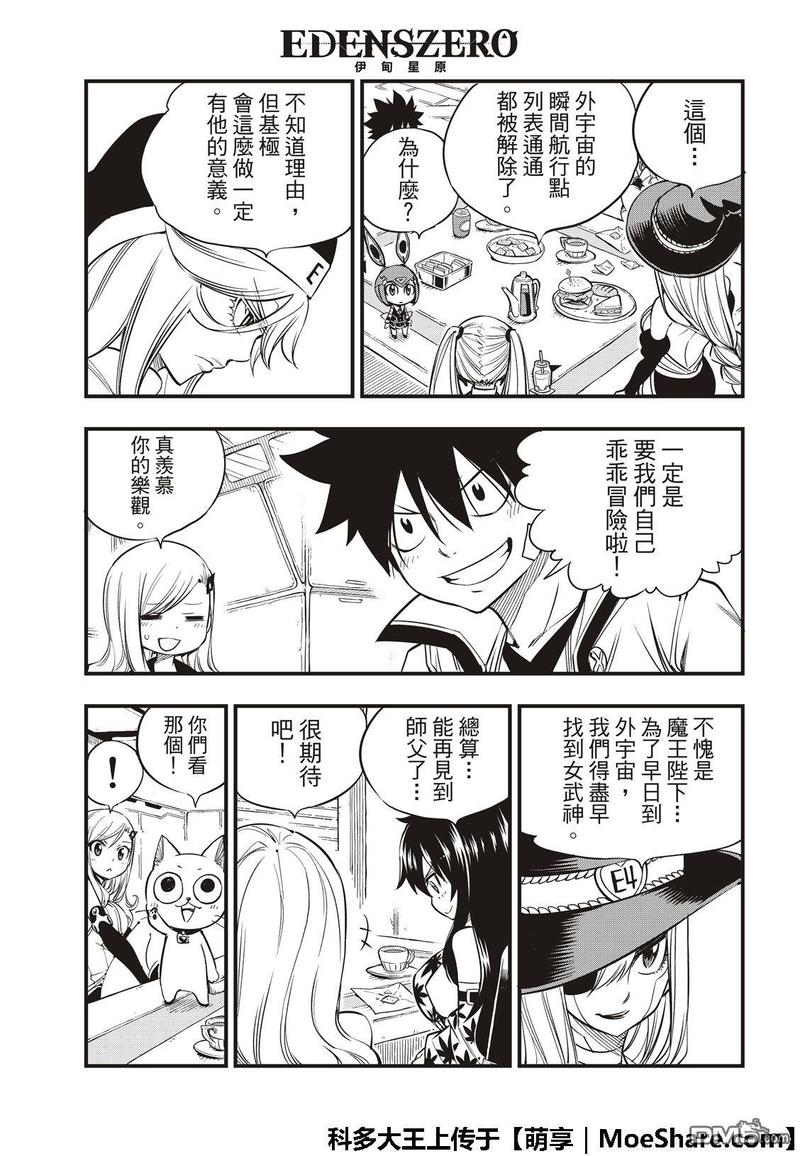 EDENSZERO
伊甸星原
這個…
外宇宙的
瞬間航行點
列表通通
都被解除了。
為什麼?
不知道理由，
但基極
會這麼做一定
有他的意義。
E
一定是
要我們自己
乖乖冒險啦！
真羨慕
你的樂觀。
不愧是
魔王陛下…
為了早日到
外宇宙，
我們得盡早
找到女武神。
E4
總算…
能再見到
師父了…
很期待
吧！
你們看
那個！
！
科多大王上传于【萌享｜MoeShare.com】